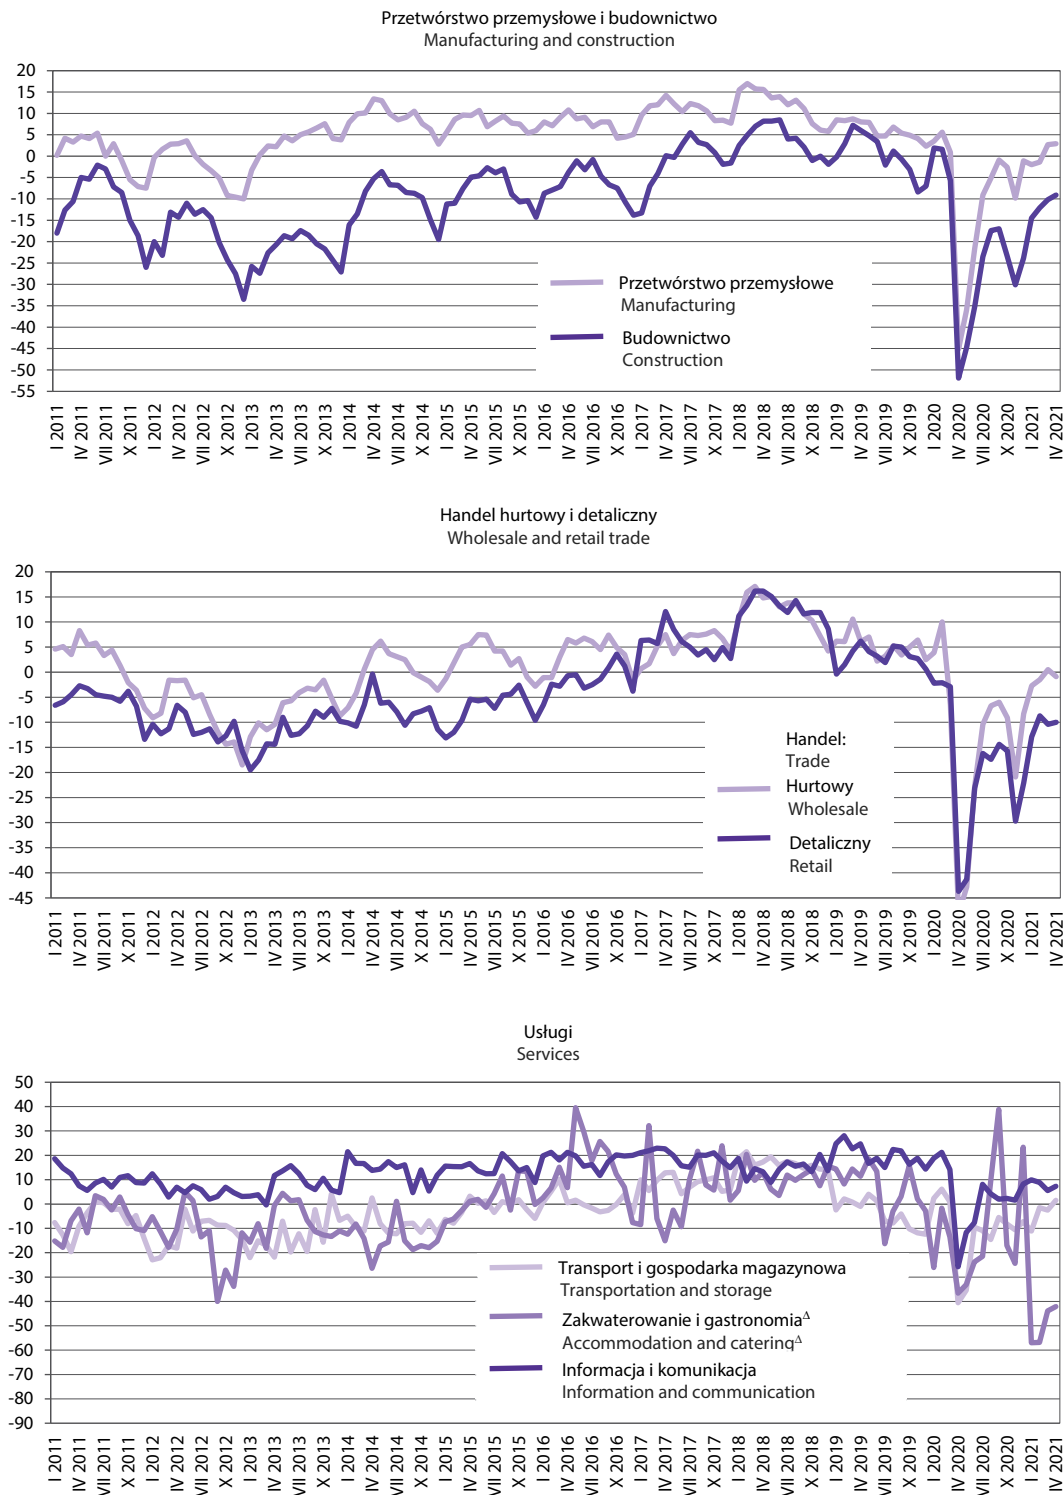 Przetwórstwo przemysłowe i budownictwo
Manufacturing and construction
20
15
10
5
0
-5
-10
-15
-20
-25
-30
-35
-40
-45
-50
-55
Przetwórstwo przemysłowe
Manufacturing
Budownictwo
Construction
I 2011
IV 2011
VII 2011
X 2011
I 2012
IV 2012
VII 2012
X 2012
I 2013
IV 2013
VII 2013
X 2013
I 2014
IV 2014
VII 2014
X 2014
I 2015
IV 2015
VII 2015
X 2015
I 2016
IV 2016
VII 2016
X 2016
I 2017
IV 2017
VII 2017
X 2017
I 2018
IV 2018
VII 2018
X 2018
I 2019
IV 2019
VII 2019
X 2019
I 2020
IV 2020
VII 2020
X 2020
I 2021
IV 2021
Handel hurtowy i detaliczny
Wholesale and retail trade
20
15
10
5
0
-5
-10
-15
-20
-25
-30
-35
-40
-45
Handel:
Trade
Hurtowy
Wholesale
Detaliczny
Retail
I 2011
IV 2011
VII 2011
X 2011
I 2012
IV 2012
VII 2012
X 2012
I 2013
IV 2013
VII 2013
X 2013
I 2014
IV 2014
VII 2014
X 2014
I 2015
IV 2015
VII 2015
X 2015
I 2016
IV 2016
VII 2016
X 2016
I 2017
IV 2017
VII 2017
X 2017
I 2018
IV 2018
VII 2018
X 2018
I 2019
IV 2019
VII 2019
X 2019
I 2020
IV 2020
VII 2020
X 2020
I 2021
IV 2021
Usługi
Services
50
40
30
20
10
0
-10
-20
-30
-40
-50
-60
-70
-80
-90
Transport i gospodarka magazynowa
Transportation and storage
Zakwaterowanie i gastronomia^Δ
Accommodation and catering^Δ
Informacja i komunikacja
Information and communication
I 2011
IV 2011
VII 2011
X 2011
I 2012
IV 2012
VII 2012
X 2012
I 2013
IV 2013
VII 2013
X 2013
I 2014
IV 2014
VII 2014
X 2014
I 2015
IV 2015
VII 2015
X 2015
I 2016
IV 2016
VII 2016
X 2016
I 2017
IV 2017
VII 2017
X 2017
I 2018
IV 2018
VII 2018
X 2018
I 2019
IV 2019
VII 2019
X 2019
I 2020
IV 2020
VII 2020
X 2020
I 2021
IV 2021